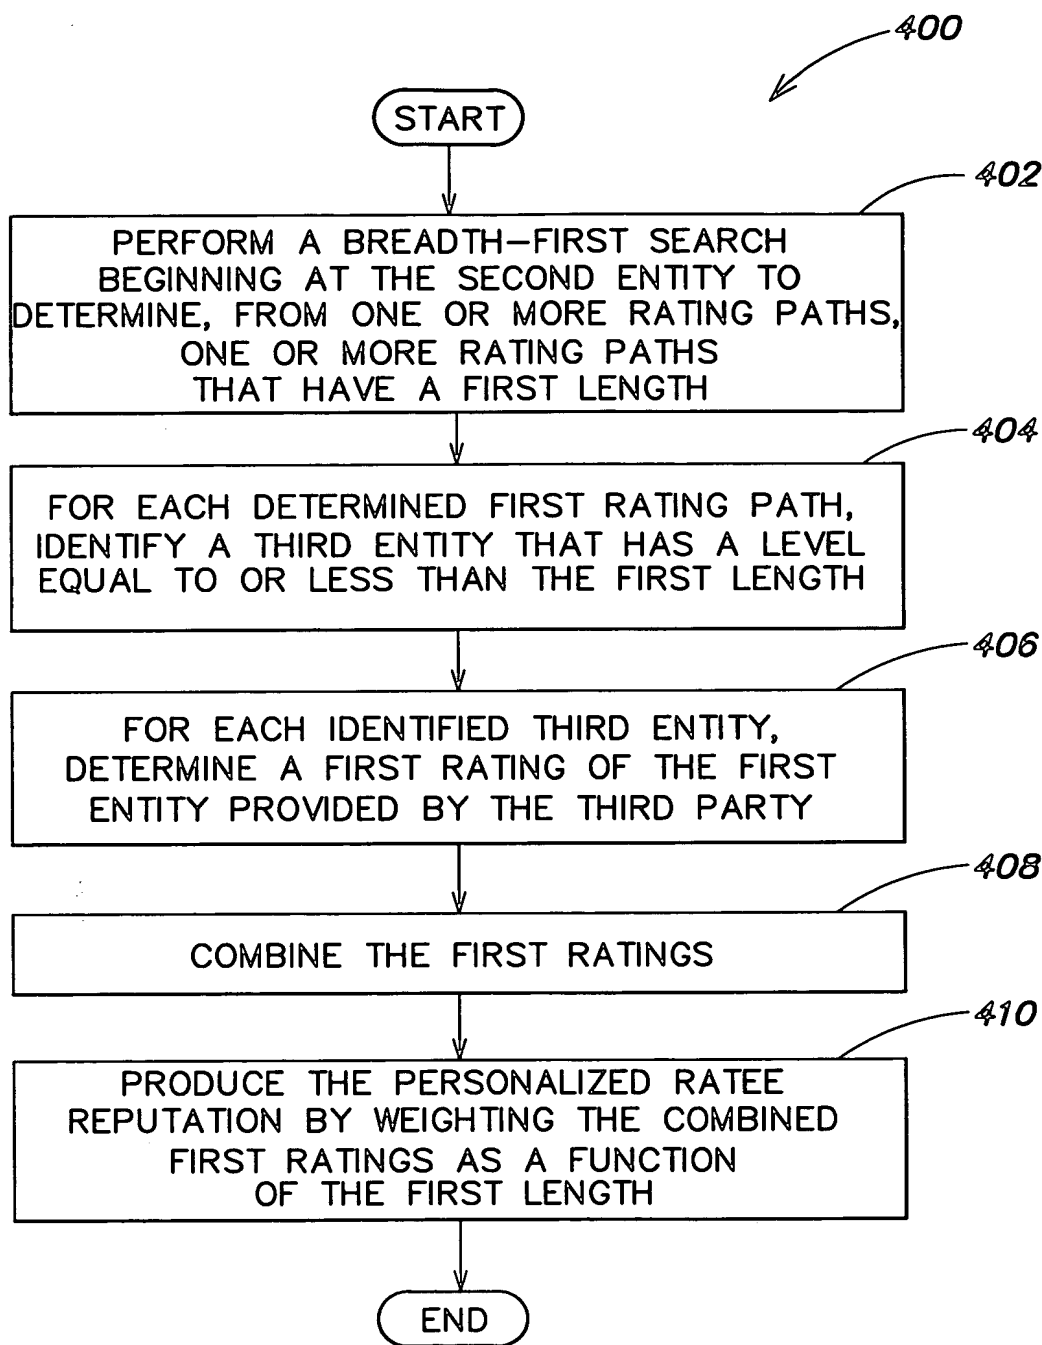 400
START
402
PERFORM A BREADTH-FIRST SEARCH
BEGINNING AT THE SECOND ENTITY TO
DETERMINE, FROM ONE OR MORE RATING PATHS,
ONE OR MORE RATING PATHS
THAT HAVE A FIRST LENGTH
404
FOR EACH DETERMINED FIRST RATING PATH,
IDENTIFY A THIRD ENTITY THAT HAS A LEVEL
EQUAL TO OR LESS THAN THE FIRST LENGTH
406
FOR EACH IDENTIFIED THIRD ENTITY,
DETERMINE A FIRST RATING OF THE FIRST
ENTITY PROVIDED BY THE THIRD PARTY
408
COMBINE THE FIRST RATINGS
410
PRODUCE THE PERSONALIZED RATEE
REPUTATION BY WEIGHTING THE COMBINED
FIRST RATINGS AS A FUNCTION
OF THE FIRST LENGTH
END